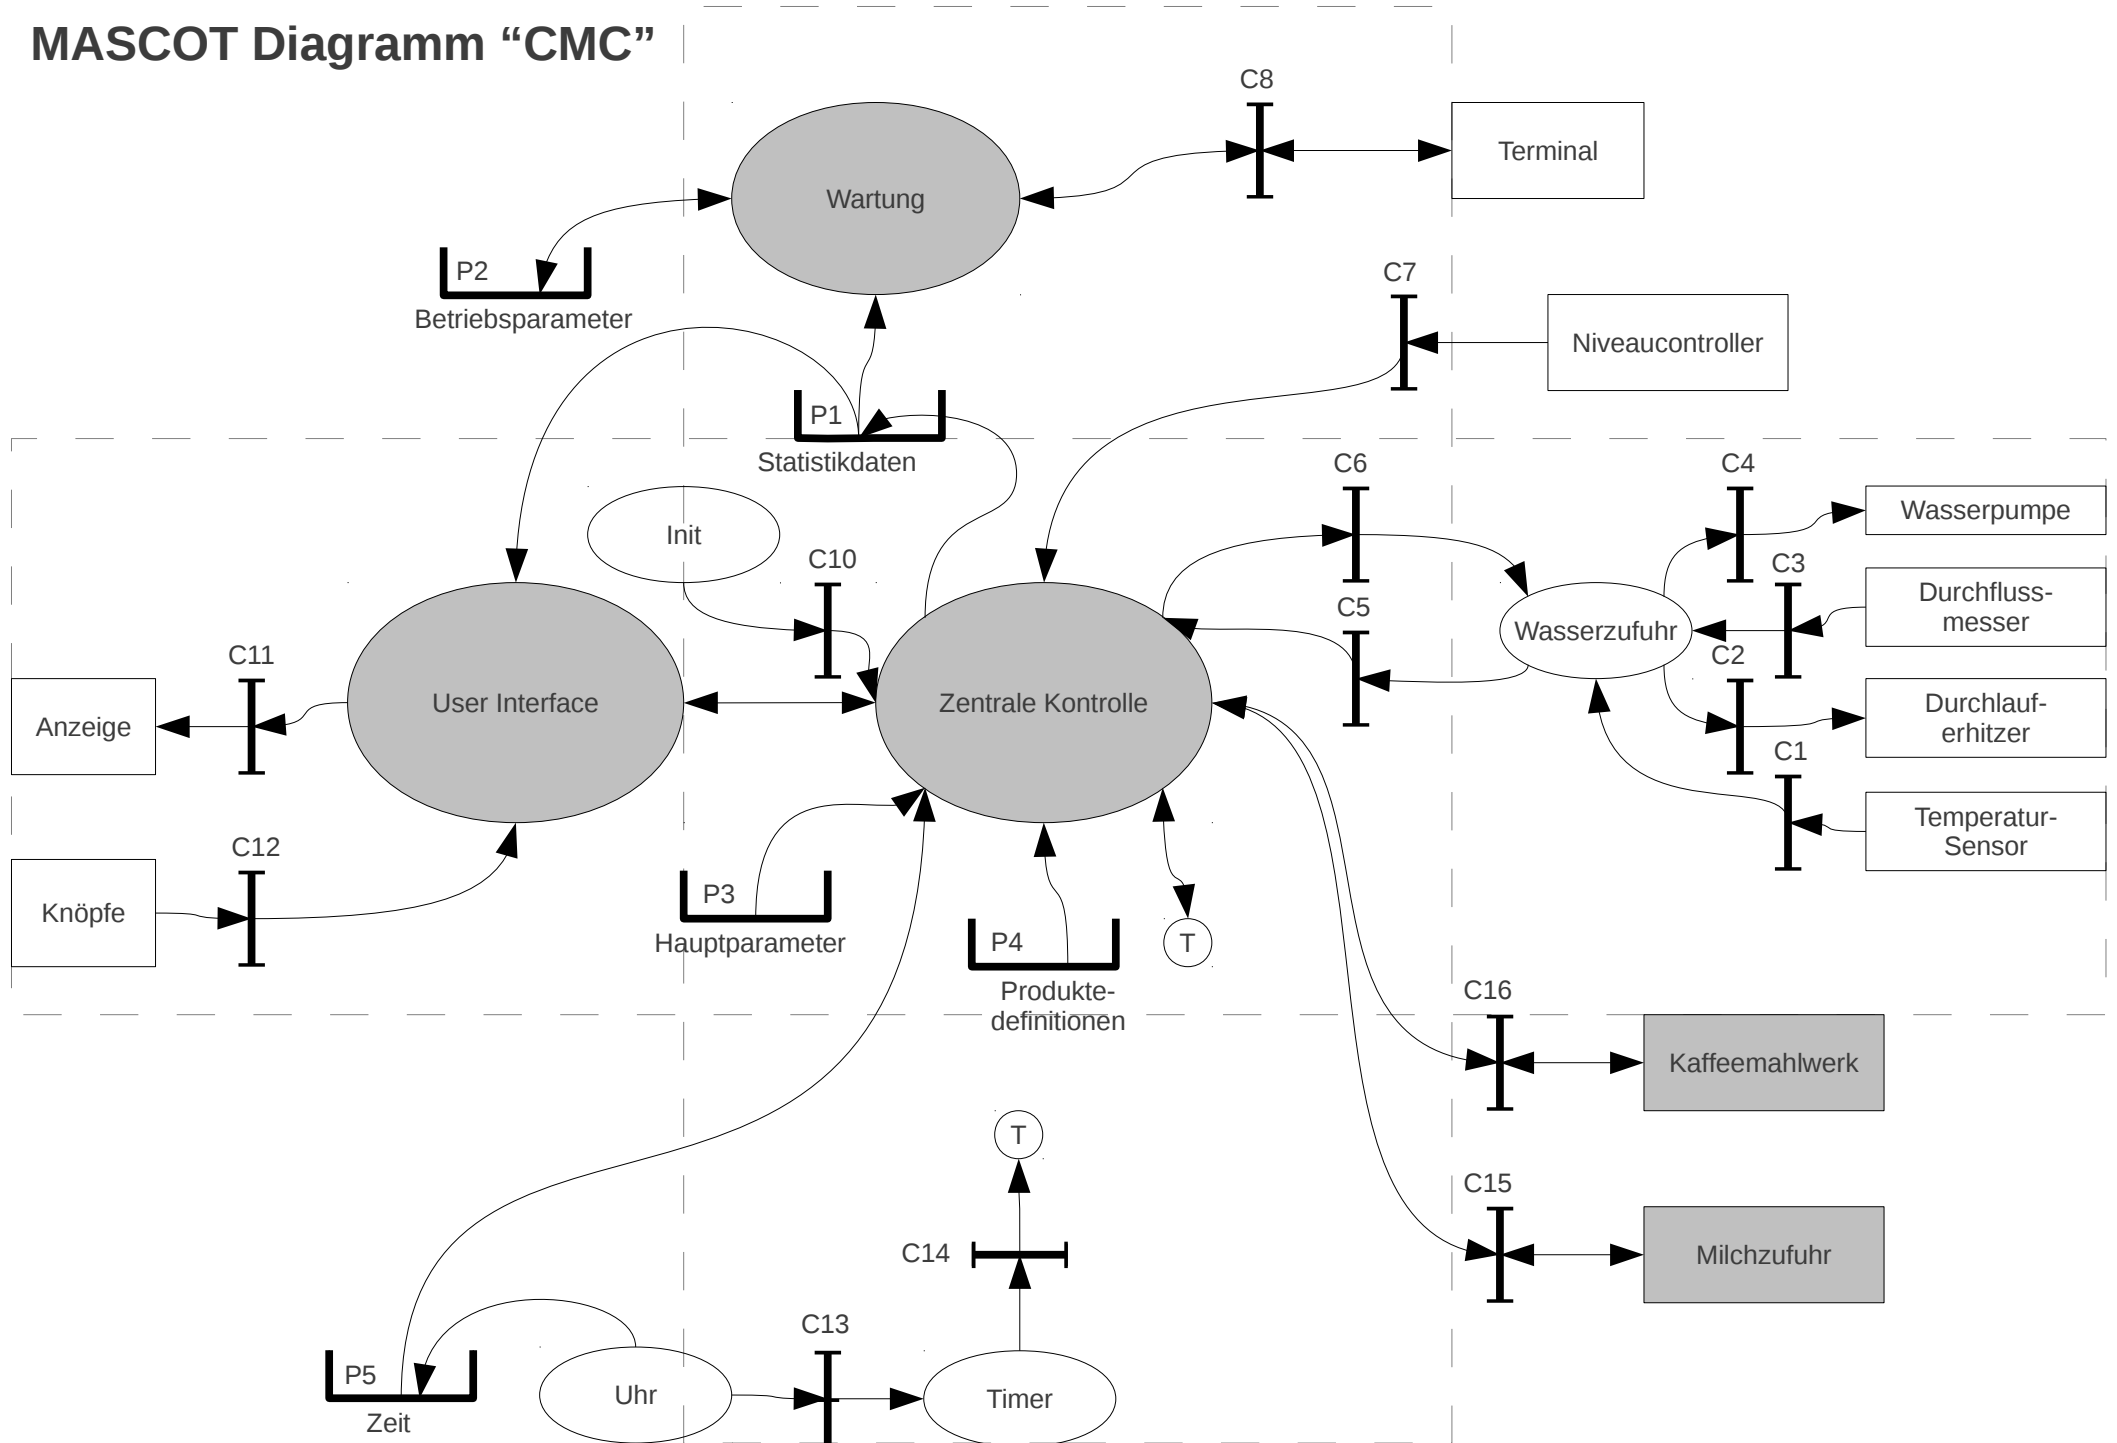 MASCOT Diagramm “CMC”
C8
Terminal
Wartung
P2
Betriebsparameter
C7
Niveaucontroller
P1
Statistikdaten
C6
C4
Wasserpumpe
Init
C10
C3
C5
Durchfluss-
messer
Wasserzufuhr
C11
C2
Anzeige
User Interface
Zentrale Kontrolle
Durchlauf-
erhitzer
C1
Temperatur-
Sensor
C12
Knöpfe
P3
Hauptparameter
P4
T
Produkte-
definitionen
C16
Kaffeemahlwerk
T
C15
C14
Milchzufuhr
C13
P5
Zeit
Uhr
Timer